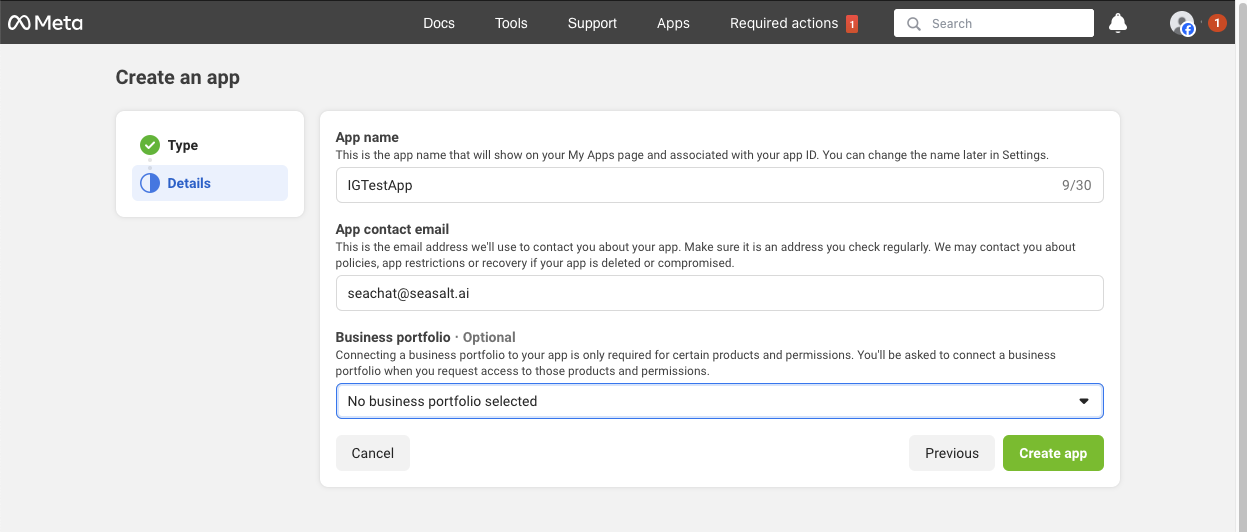 Meta
Docs Tools Support Apps Required actions 1 Search 1
Create an app
Type
Details
App name
This is the app name that will show on your My Apps page and associated with your app ID. You can change the name later in Settings.
IGTestApp 9/30
App contact email
This is the email address we'll use to contact you about your app. Make sure it is an address you check regularly. We may contact you about
policies, app restrictions or recovery if your app is deleted or compromised.
seachat@seasalt.ai
Business portfolio · Optional
Connecting a business portfolio to your app is only required for certain products and permissions. You'll be asked to connect a business
portfolio when you request access to those products and permissions.
No business portfolio selected
Cancel Previous Create app